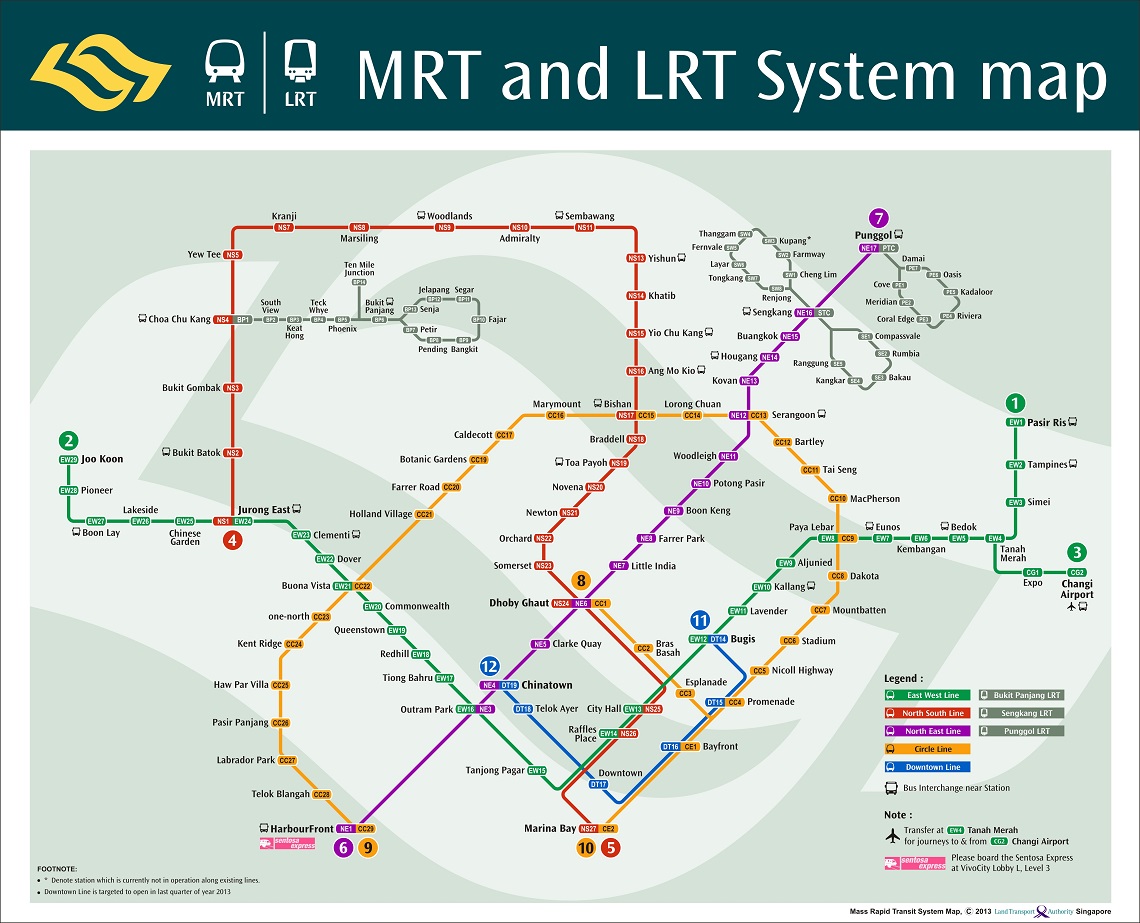 MRT
LRT
MRT and LRT System map
7
Punggol
NE17 PTC
Kranji
NS7
NS8
Marsiling
Woodlands
NS9
NS10
Admiralty
Sembawang
NS11
Yew Tee NS5
NS13 Yishun
NS14 Khatib
NS15 Yio Chu Kang
NS16 Ang Mo Kio
Thanggam SW4
SW3 Kupang*
Fernvale SW5
SW2 Farmway
Layar SW6
SW1 Cheng Lim
Tongkang SW7
SW8
Renjong
Damai
PE7
PE6 Oasis
Cove PE1
PE5 Kadaloor
Meridian PE2
Coral Edge PE3
PE4 Riviera
Ten Mile
Junction
BP14
Choa Chu Kang NS4 BP1
South
View
BP2
BP3
Keat
Hong
Teck
Whye
BP4
BP5
Phoenix
Bukit
Panjang
BP6
Jelapang
BP12
Segar
BP11
BP13 Senja
BP10 Fajar
BP7 Petir
BP8
Pending
BP9
Bangkit
Sengkang NE16 STC
Buangkok NE15
Hougang NE14
Kovan NE13
SE1 Compassvale
SE2 Rumbia
SE3 Bakau
Kangkar SE4
Ranggung SE5
Bukit Gombak NS3
Bukit Batok NS2
Marymount
CC16
Bishan
NS17 CC15
Lorong Chuan
CC14
NE12 CC13 Serangoon
1
EW1 Pasir Ris
2
EW29 Joo Koon
EW28 Pioneer
EW27
Boon Lay
Lakeside
EW26
EW25
Chinese
Garden
Jurong East
NS1 EW24
4
Caldecott CC17
Botanic Gardens CC19
Farrer Road CC20
Holland Village CC21
Braddell NS18
Toa Payoh NS19
Novena NS20
Newton NS21
Orchard NS22
Somerset NS23
Woodleigh NE11
NE10 Potong Pasir
NE9 Boon Keng
NE8 Farrer Park
NE7 Little India
CC12 Bartley
CC11 Tai Seng
CC10 MacPherson
EW2 Tampines
EW3 Simei
Paya Lebar
EW8 CC9
Eunos
EW7
EW6
Kembangan
Bedok
EW5
EW4
Tanah
Merah
3
CG1
Expo
CG2
Changi
Airport
EW23 Clementi
EW22 Dover
Buona Vista EW21 CC22
EW20 Commonwealth
Queenstown EW19
Redhill EW18
Tiong Bahru EW17
one-north CC23
Kent Ridge CC24
Haw Par Villa CC25
Pasir Panjang CC26
Labrador Park CC27
Telok Blangah CC28
HarbourFront NE1 CC29
sentosa
express
6
9
8
Dhoby Ghaut NS24 NE6 CC1
NE5 Clarke Quay
12
NE4 DT19 Chinatown
Outram Park EW16 NE3
DT18 Telok Ayer
Tanjong Pagar EW15
CC2 Bras
Basah
Esplanade
CC3
City Hall EW13 NS25
Raffles
Place EW14 NS26
Downtown
DT17
Marina Bay NS27 CE2
10
5
EW9 Aljunied
EW10 Kallang
EW11 Lavender
11
EW12 DT14 Bugis
CC8 Dakota
CC7 Mountbatten
CC6 Stadium
CC5 Nicoll Highway
DT15 CC4 Promenade
DT16 CE1 Bayfront
Legend :
East West Line
Bukit Panjang LRT
North South Line
Sengkang LRT
North East Line
Punggol LRT
Circle Line
Downtown Line
Bus Interchange near Station
Note :
Transfer at EW4 Tanah Merah
for journeys to & from CG2 Changi Airport
sentosa
express
Please board the Sentosa Express
at VivoCity Lobby L, Level 3
FOOTNOTE:
• * Denote station which is currently not in operation along existing lines.
• Downtown Line is targeted to open in last quarter of year 2013
Mass Rapid Transit System Map, © 2013 Land Transport Authority Singapore